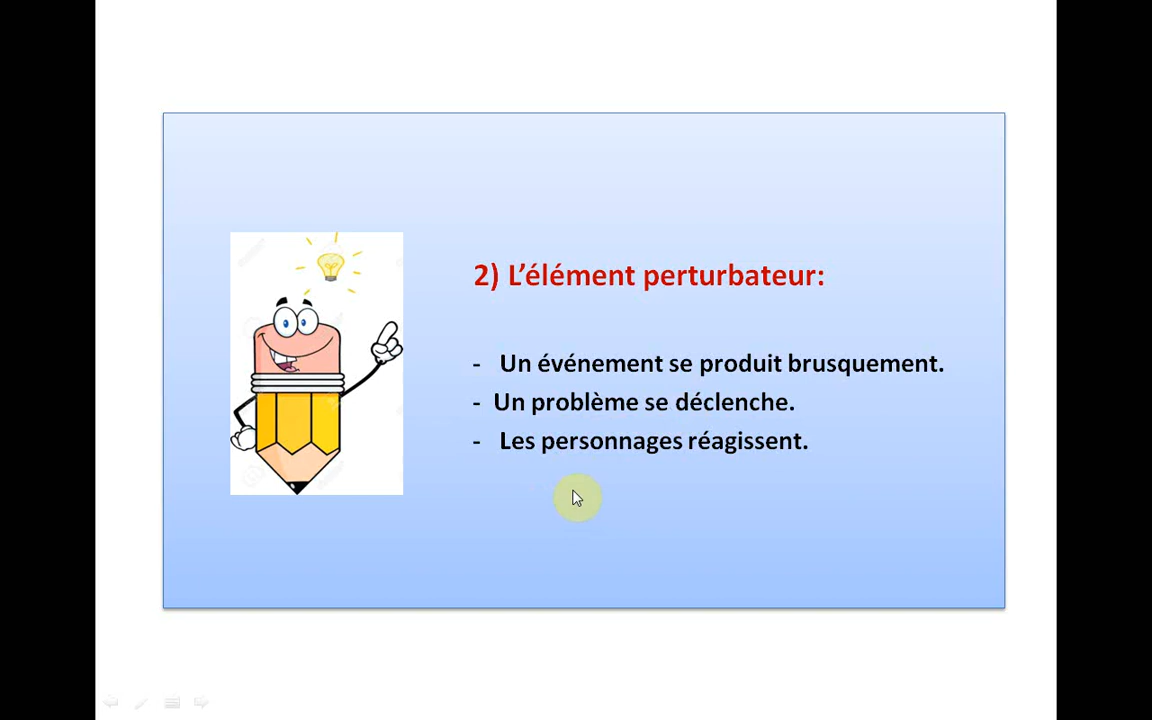 2) L’élément perturbateur:
- Un événement se produit brusquement.
- Un problème se déclenche.
- Les personnages réagissent.